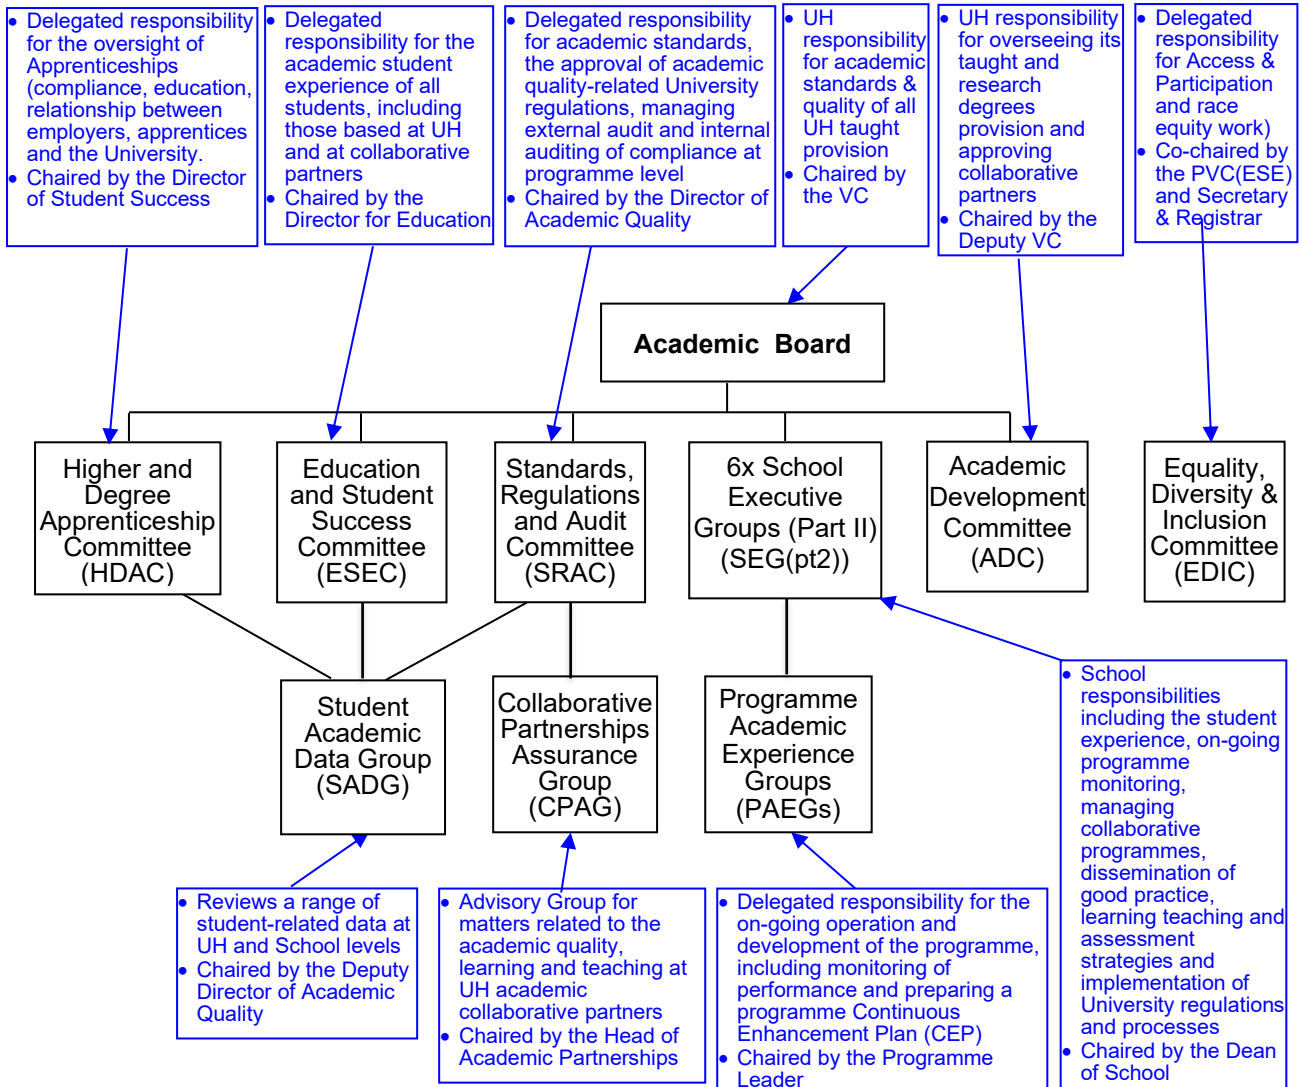 • Delegated responsibility
for the oversight of
Apprenticeships
(compliance, education,
relationship between
employers, apprentices
and the University.
• Chaired by the Director
of Student Success
• Delegated
responsibility for the
academic student
experience of all
students, including
those based at UH
and at collaborative
partners
• Chaired by the
Director for Education
• Delegated responsibility
for academic standards,
the approval of academic
quality-related University
regulations, managing
external audit and internal
auditing of compliance at
programme level
• Chaired by the Director of
Academic Quality
• UH
responsibility
for academic
standards &
quality of all
UH taught
provision
• Chaired by
the VC
• UH responsibility
for overseeing its
taught and
research
degrees
provision and
approving
collaborative
partners
• Chaired by the
Deputy VC
• Delegated
responsibility
for Access &
Participation
and race
equity work)
• Co-chaired by
the PVC(ESE)
and Secretary
& Registrar
Academic Board
Higher and
Degree
Apprenticeship
Committee
(HDAC)
Education
and Student
Success
Committee
(ESEC)
Standards,
Regulations
and Audit
Committee
(SRAC)
6x School
Executive
Groups (Part II)
(SEG(pt2))
Academic
Development
Committee
(ADC)
Equality,
Diversity &
Inclusion
Committee
(EDIC)
Student
Academic
Data Group
(SADG)
Collaborative
Partnerships
Assurance
Group
(CPAG)
Programme
Academic
Experience
Groups
(PAEGs)
• School
responsibilities
including the student
experience, on-going
programme
monitoring,
managing
collaborative
programmes,
dissemination of
good practice,
learning teaching and
assessment
strategies and
implementation of
University regulations
and processes
• Chaired by the Dean
of School
• Reviews a range of
student-related data at
UH and School levels
• Chaired by the Deputy
Director of Academic
Quality
• Advisory Group for
matters related to the
academic quality,
learning and teaching at
UH academic
collaborative partners
• Chaired by the Head of
Academic Partnerships
• Delegated responsibility for the
on-going operation and
development of the programme,
including monitoring of
performance and preparing a
programme Continuous
Enhancement Plan (CEP)
• Chaired by the Programme
Leader